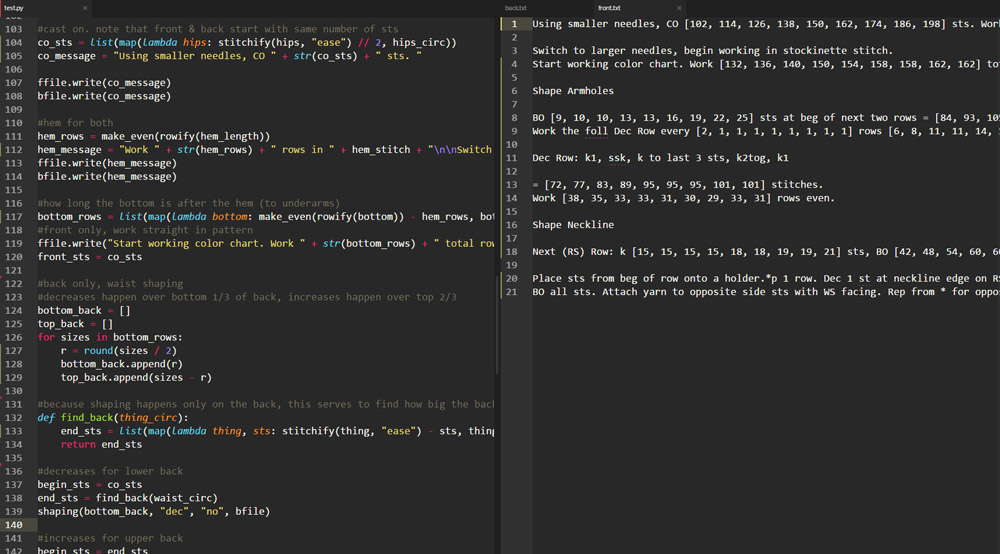 test.py
103 #cast on. note that front & back start with same number of sts
104 co_sts = list(map(lambda hips: stitchify(hips, "ease") // 2, hips_circ))
105 co_message = "Using smaller needles, CO " + str(co_sts) + " sts. "
106
107 ffile.write(co_message)
108 bfile.write(co_message)
109
110 #hem for both
111 hem_rows = make_even(rowify(hem_length))
112 hem_message = "Work " + str(hem_rows) + " rows in " + hem_stitch + "\n\nSwitch
113 ffile.write(hem_message)
114 bfile.write(hem_message)
115
116 #how long the bottom is after the hem (to underarms)
117 bottom_rows = list(map(lambda bottom: make_even(rowify(bottom)) - hem_rows, bot
118 #front only, work straight in pattern
119 ffile.write("Start working color chart. Work " + str(bottom_rows) + " total row
120 front_sts = co_sts
121
122 #back only, waist shaping
123 #decreases happen over bottom 1/3 of back, increases happen over top 2/3
124 bottom_back = []
125 top_back = []
126 for sizes in bottom_rows:
127 r = round(sizes / 2)
128 bottom_back.append(r)
129 top_back.append(sizes - r)
130
131 #because shaping happens only on the back, this serves to find how big the back
132 def find_back(thing_circ):
133 end_sts = list(map(lambda thing, sts: stitchify(thing, "ease") - sts, thing
134 return end_sts
135
136 #decreases for lower back
137 begin_sts = co_sts
138 end_sts = find_back(waist_circ)
139 shaping(bottom_back, "dec", "no", bfile)
140
141 #increases for upper back
142 begin_sts = end_sts
back.txt
front.txt
1 Using smaller needles, CO [102, 114, 126, 138, 150, 162, 174, 186, 198] sts. Work
2
3 Switch to larger needles, begin working in stockinette stitch.
4 Start working color chart. Work [132, 136, 140, 150, 154, 158, 158, 162, 162] to
5
6 Shape Armholes
7
8 BO [9, 10, 10, 13, 13, 16, 19, 22, 25] sts at beg of next two rows = [84, 93, 10
9 Work the foll Dec Row every [2, 1, 1, 1, 1, 1, 1, 1, 1] rows [6, 8, 11, 11, 14,
10
11 Dec Row: k1, ssk, k to last 3 sts, k2tog, k1
12
13 = [72, 77, 83, 89, 95, 95, 95, 101, 101] stitches.
14 Work [38, 35, 33, 33, 31, 30, 29, 33, 31] rows even.
15
16 Shape Neckline
17
18 Next (RS) Row: k [15, 15, 15, 15, 18, 18, 19, 19, 21] sts, BO [42, 48, 54, 60, 6
19
20 Place sts from beg of row onto a holder.*p 1 row. Dec 1 st at neckline edge on RS
21 BO all sts. Attach yarn to opposite side sts with WS facing. Rep from * for oppo